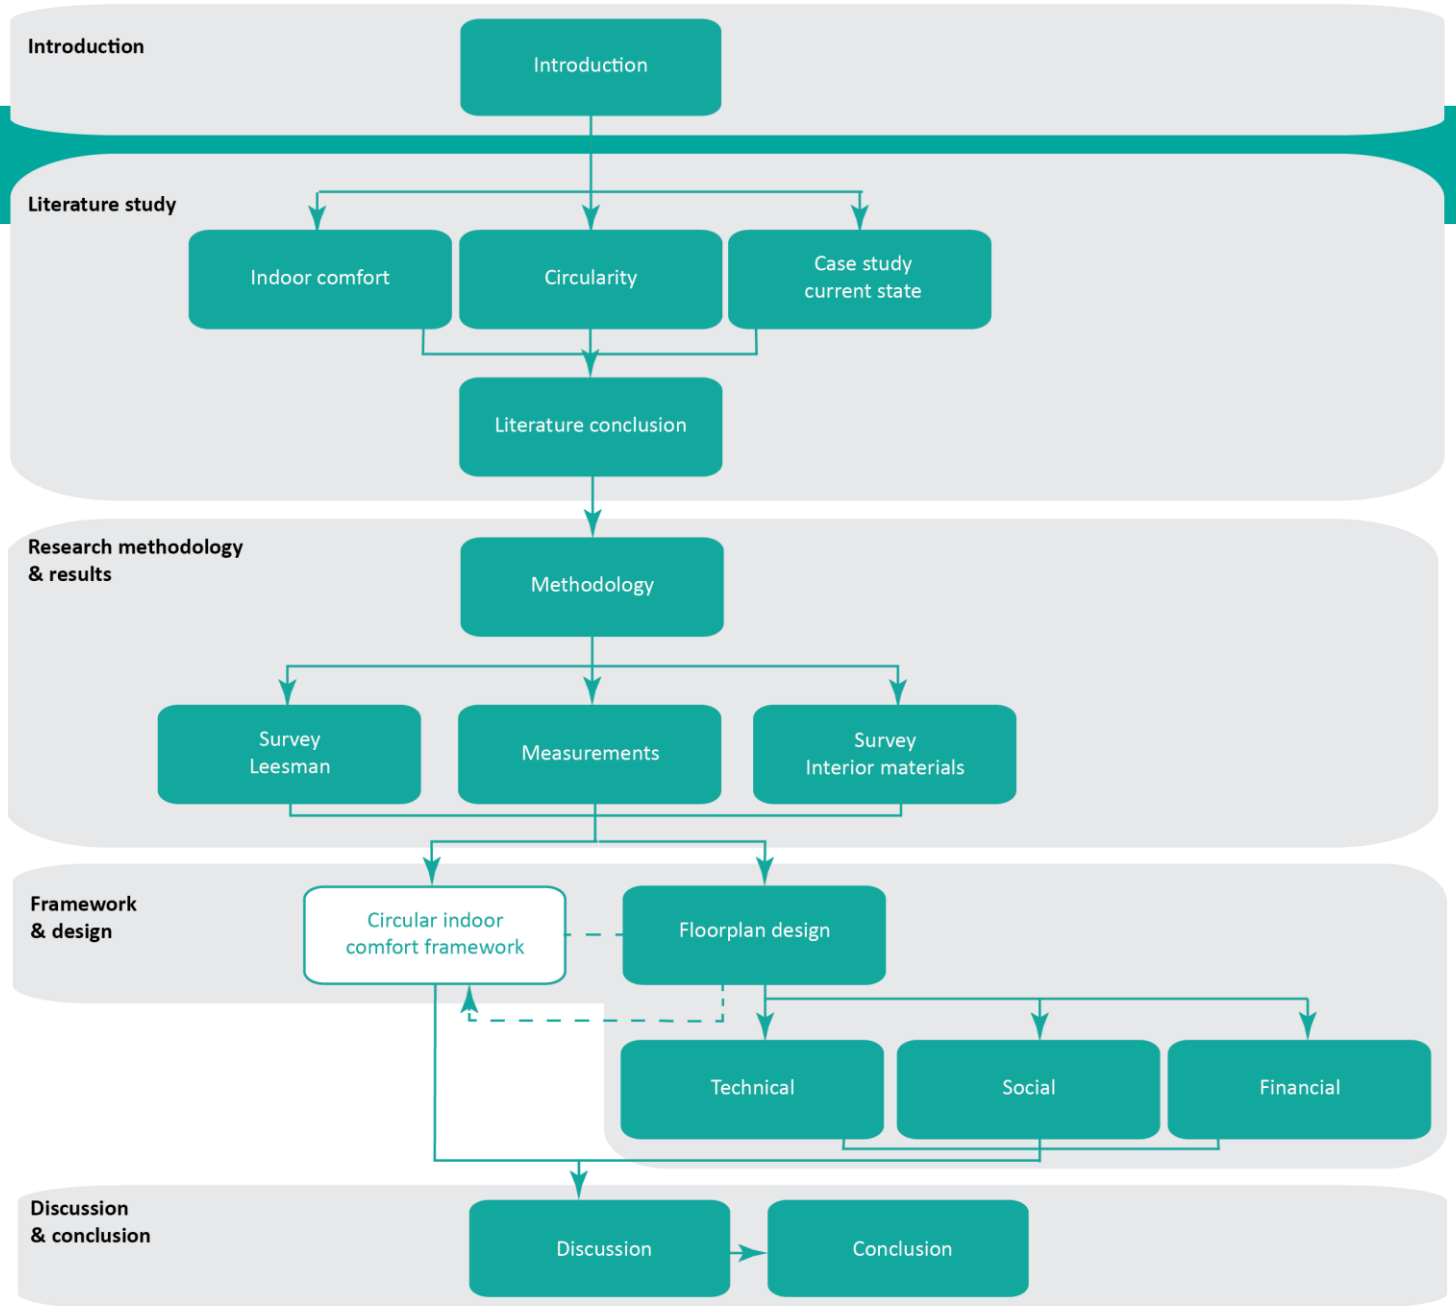 Introduction
Introduction
Literature study
Indoor comfort
Circularity
Case study
current state
Literature conclusion
Research methodology
& results
Methodology
Survey
Leesman
Measurements
Survey
Interior materials
Framework
& design
Circular indoor
comfort framework
Floorplan design
Technical
Social
Financial
Discussion
& conclusion
Discussion
Conclusion